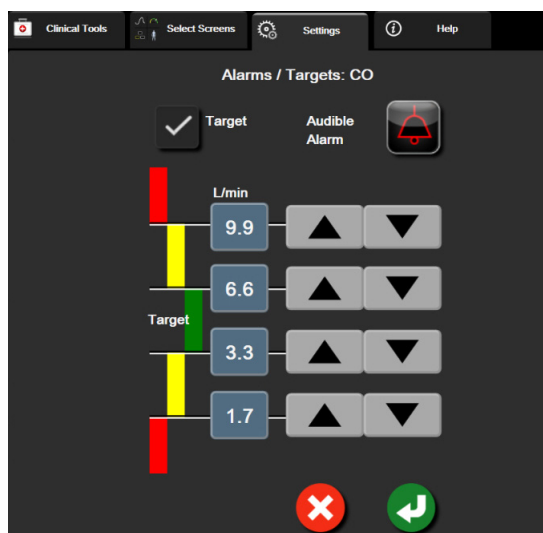 Clinical Tools
Select Screens
Settings
Help
Alarms / Targets: CO
Target
Audible
Alarm
L/min
9.9
6.6
Target
3.3
1.7